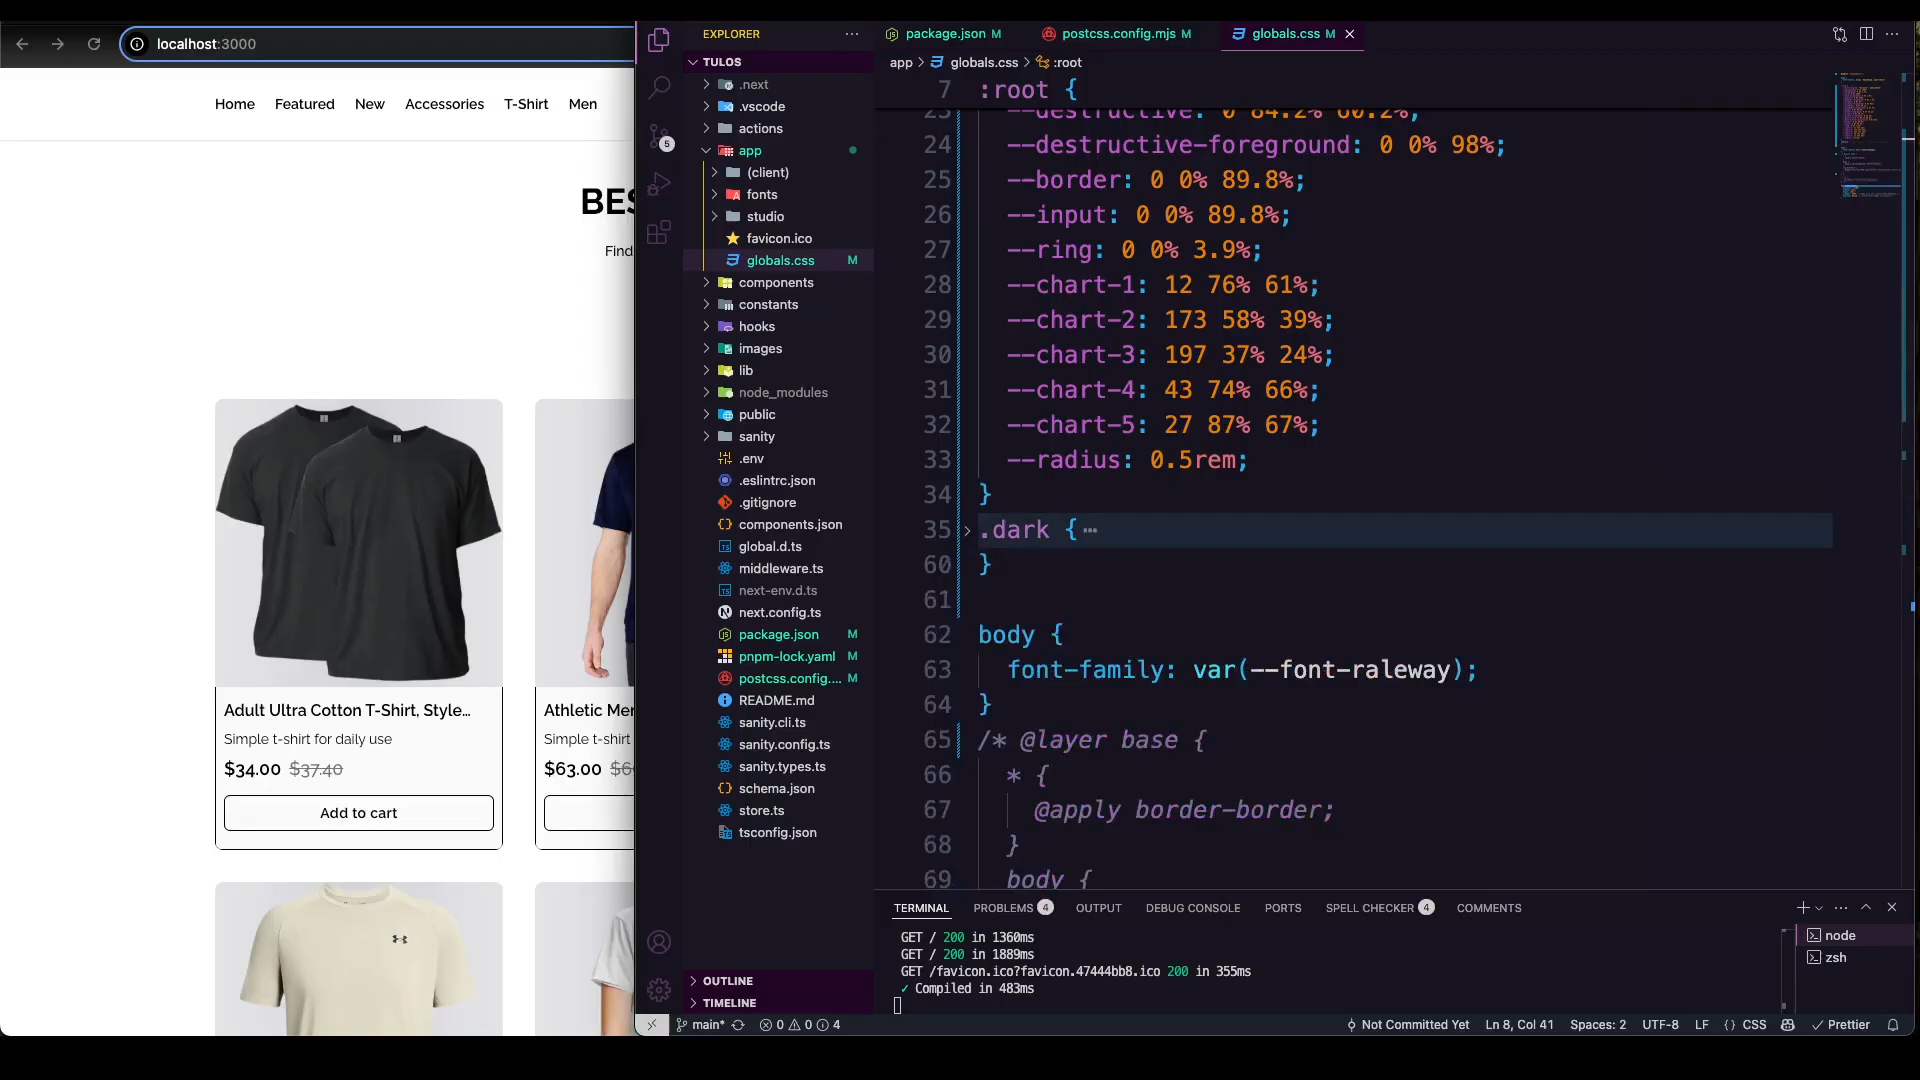 localhost:3000
Home Featured New Accessories T-Shirt Men
BES
Find
Adult Ultra Cotton T-Shirt, Style...
Simple t-shirt for daily use
$34.00 $37.40
Add to cart
Athletic Mer
Simple t-shirt
$63.00
EXPLORER
TULOS
.next
.vscode
actions
app
(client)
fonts
studio
favicon.ico
globals.css M
components
constants
hooks
images
lib
node_modules
public
sanity
.env
.eslintrc.json
.gitignore
components.json
global.d.ts
middleware.ts
next-env.d.ts
next.config.ts
package.json M
pnpm-lock.yaml M
postcss.config.... M
README.md
sanity.cli.ts
sanity.config.ts
sanity.types.ts
schema.json
store.ts
tsconfig.json
OUTLINE
TIMELINE
5
package.json M postcss.config.mjs M globals.css M
app > globals.css > :root
7 :root {
23 --destructive: 0 84.2% 60.2%;
24 --destructive-foreground: 0 0% 98%;
25 --border: 0 0% 89.8%;
26 --input: 0 0% 89.8%;
27 --ring: 0 0% 3.9%;
28 --chart-1: 12 76% 61%;
29 --chart-2: 173 58% 39%;
30 --chart-3: 197 37% 24%;
31 --chart-4: 43 74% 66%;
32 --chart-5: 27 87% 67%;
33 --radius: 0.5rem;
34 }
35 .dark {
60 }
61
62 body {
63 font-family: var(--font-raleway);
64 }
65 /* @layer base {
66 * {
67 @apply border-border;
68 }
69 body {
TERMINAL PROBLEMS 4 OUTPUT DEBUG CONSOLE PORTS SPELL CHECKER 4 COMMENTS
GET / 200 in 1360ms
GET / 200 in 1889ms
GET /favicon.ico?favicon.47444bb8.ico 200 in 355ms
✓ Compiled in 483ms
node
zsh
main* 0 0 4 Not Committed Yet Ln 8, Col 41 Spaces: 2 UTF-8 LF {} CSS Prettier